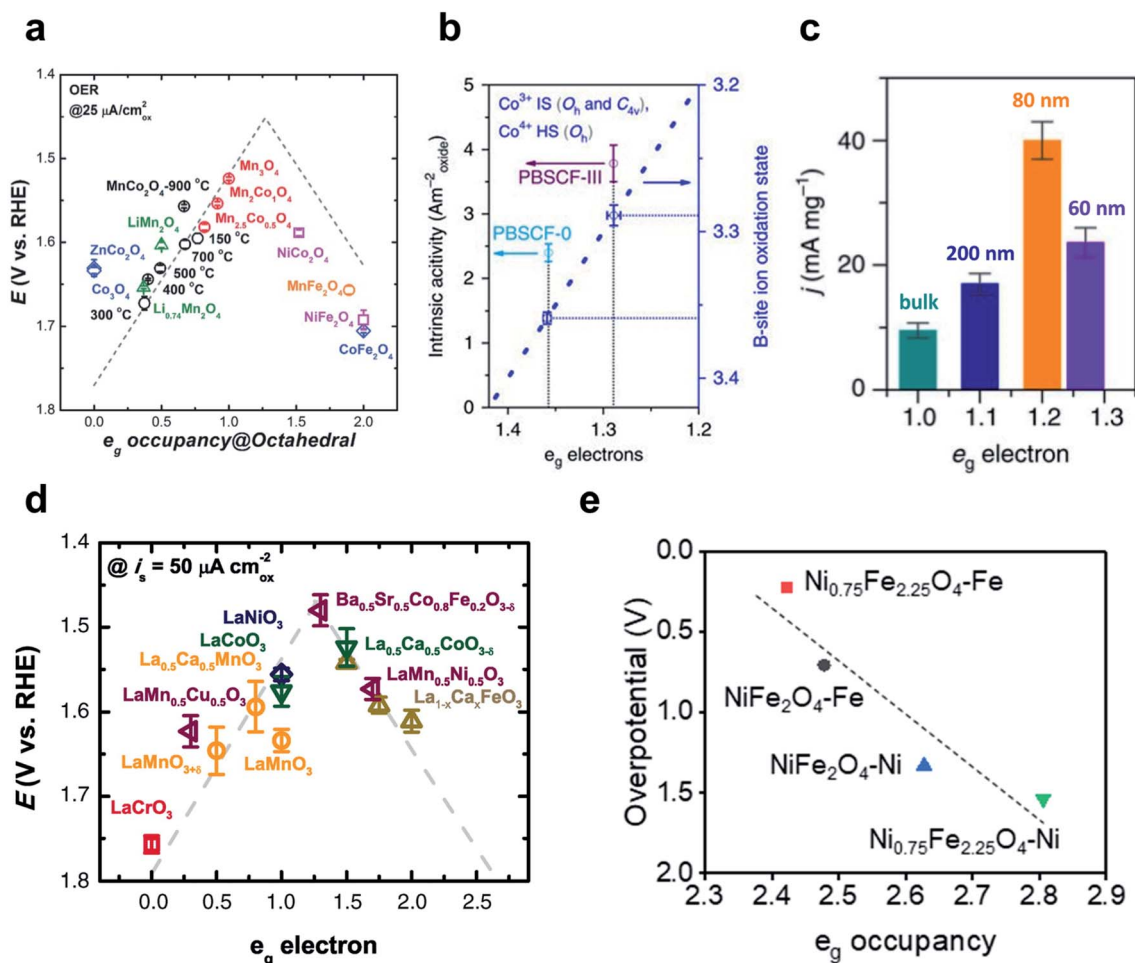 a
OER
@25 μA/cm²ox
MnCo₂O₄-900 °C
Mn₃O₄
Mn₂Co₁O₄
Mn₂.₅Co₀.₅O₄
LiMn₂O₄
150 °C
700 °C
500 °C
400 °C
300 °C
ZnCo₂O₄
Co₃O₄
Li₀.₇₄Mn₂O₄
NiCo₂O₄
MnFe₂O₄
NiFe₂O₄
CoFe₂O₄
E (V vs. RHE)
1.4
1.5
1.6
1.7
1.8
0.0 0.5 1.0 1.5 2.0
eg occupancy@Octahedral
b
Co³⁺ IS (Oh and C₄ᵥ),
Co⁴⁺ HS (Oh)
PBSCF-III
PBSCF-0
Intrinsic acitivity (Am⁻²oxide)
5
4
3
2
1
0
B-site ion oxidation state
3.2
3.3
3.4
1.4 1.3 1.2
eg electrons
c
80 nm
60 nm
200 nm
bulk
j (mA mg⁻¹)
40
20
0
1.0 1.1 1.2 1.3
eg electron
d
@ is = 50 μA cm⁻²ox
Ba₀.₅Sr₀.₅Co₀.₈Fe₀.₂O₃₋δ
LaNiO₃
LaCoO₃
La₀.₅Ca₀.₅CoO₃₋δ
La₀.₅Ca₀.₅MnO₃
LaMn₀.₅Ni₀.₅O₃
LaMn₀.₅Cu₀.₅O₃
La₁₋ₓCaₓFeO₃
LaMnO₃₊δ
LaMnO₃
LaCrO₃
E (V vs. RHE)
1.4
1.5
1.6
1.7
1.8
0.0 0.5 1.0 1.5 2.0 2.5
eg electron
e
Ni₀.₇₅Fe₂.₂₅O₄-Fe
NiFe₂O₄-Fe
NiFe₂O₄-Ni
Ni₀.₇₅Fe₂.₂₅O₄-Ni
Overpotential (V)
0.0
0.5
1.0
1.5
2.0
2.3 2.4 2.5 2.6 2.7 2.8 2.9
eg occupancy